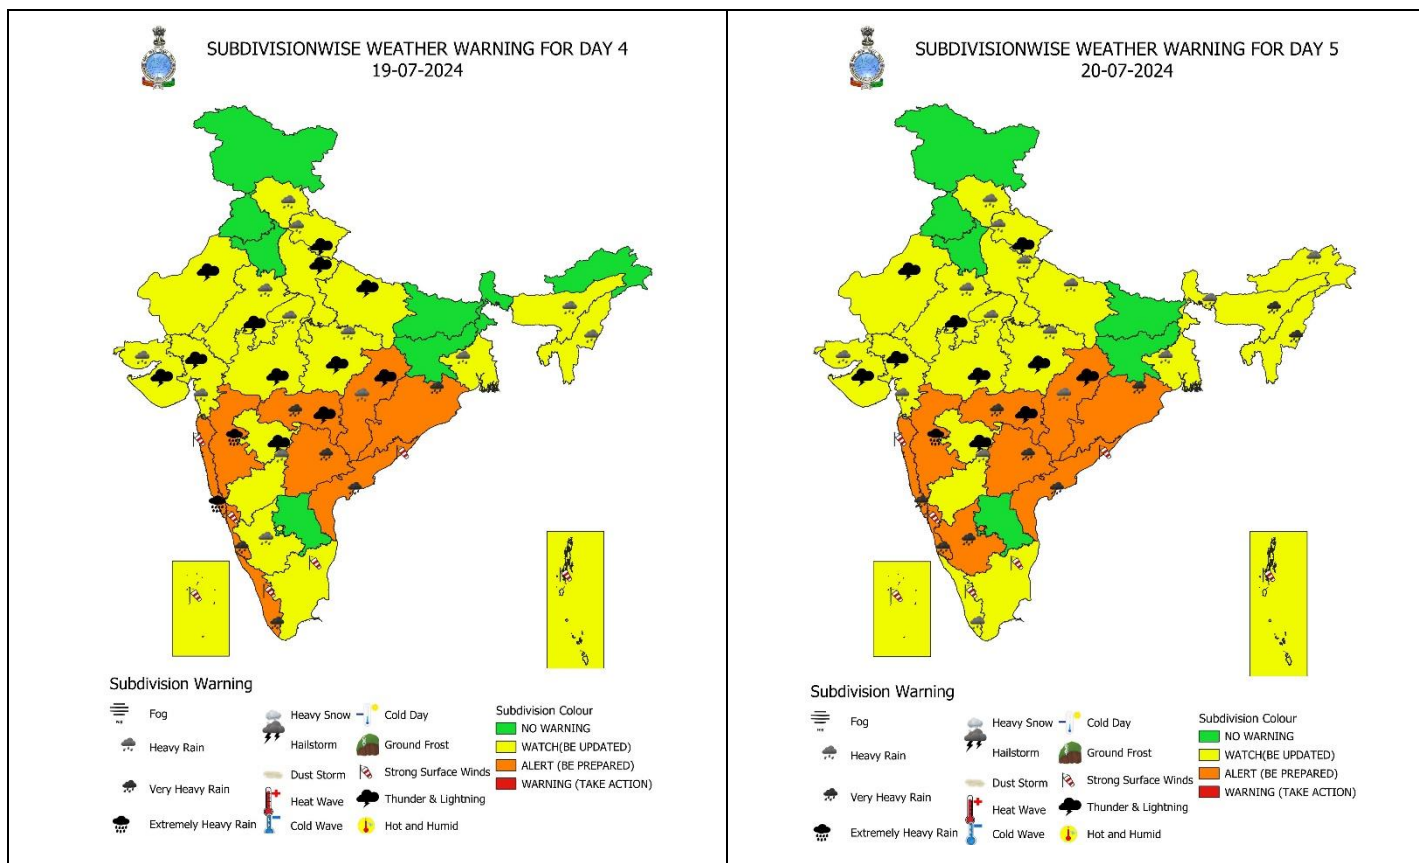 SUBDIVISIONWISE WEATHER WARNING FOR DAY 4
19-07-2024
Subdivision Warning
Fog
Heavy Rain
Very Heavy Rain
Extremely Heavy Rain
Heavy Snow
Hailstorm
Dust Storm
Heat Wave
Cold Wave
Cold Day
Ground Frost
Strong Surface Winds
Thunder & Lightning
Hot and Humid
Subdivision Colour
NO WARNING
WATCH(BE UPDATED)
ALERT (BE PREPARED)
WARNING (TAKE ACTION)
SUBDIVISIONWISE WEATHER WARNING FOR DAY 5
20-07-2024
Subdivision Warning
Fog
Heavy Rain
Very Heavy Rain
Extremely Heavy Rain
Heavy Snow
Hailstorm
Dust Storm
Heat Wave
Cold Wave
Cold Day
Ground Frost
Strong Surface Winds
Thunder & Lightning
Hot and Humid
Subdivision Colour
NO WARNING
WATCH(BE UPDATED)
ALERT (BE PREPARED)
WARNING (TAKE ACTION)